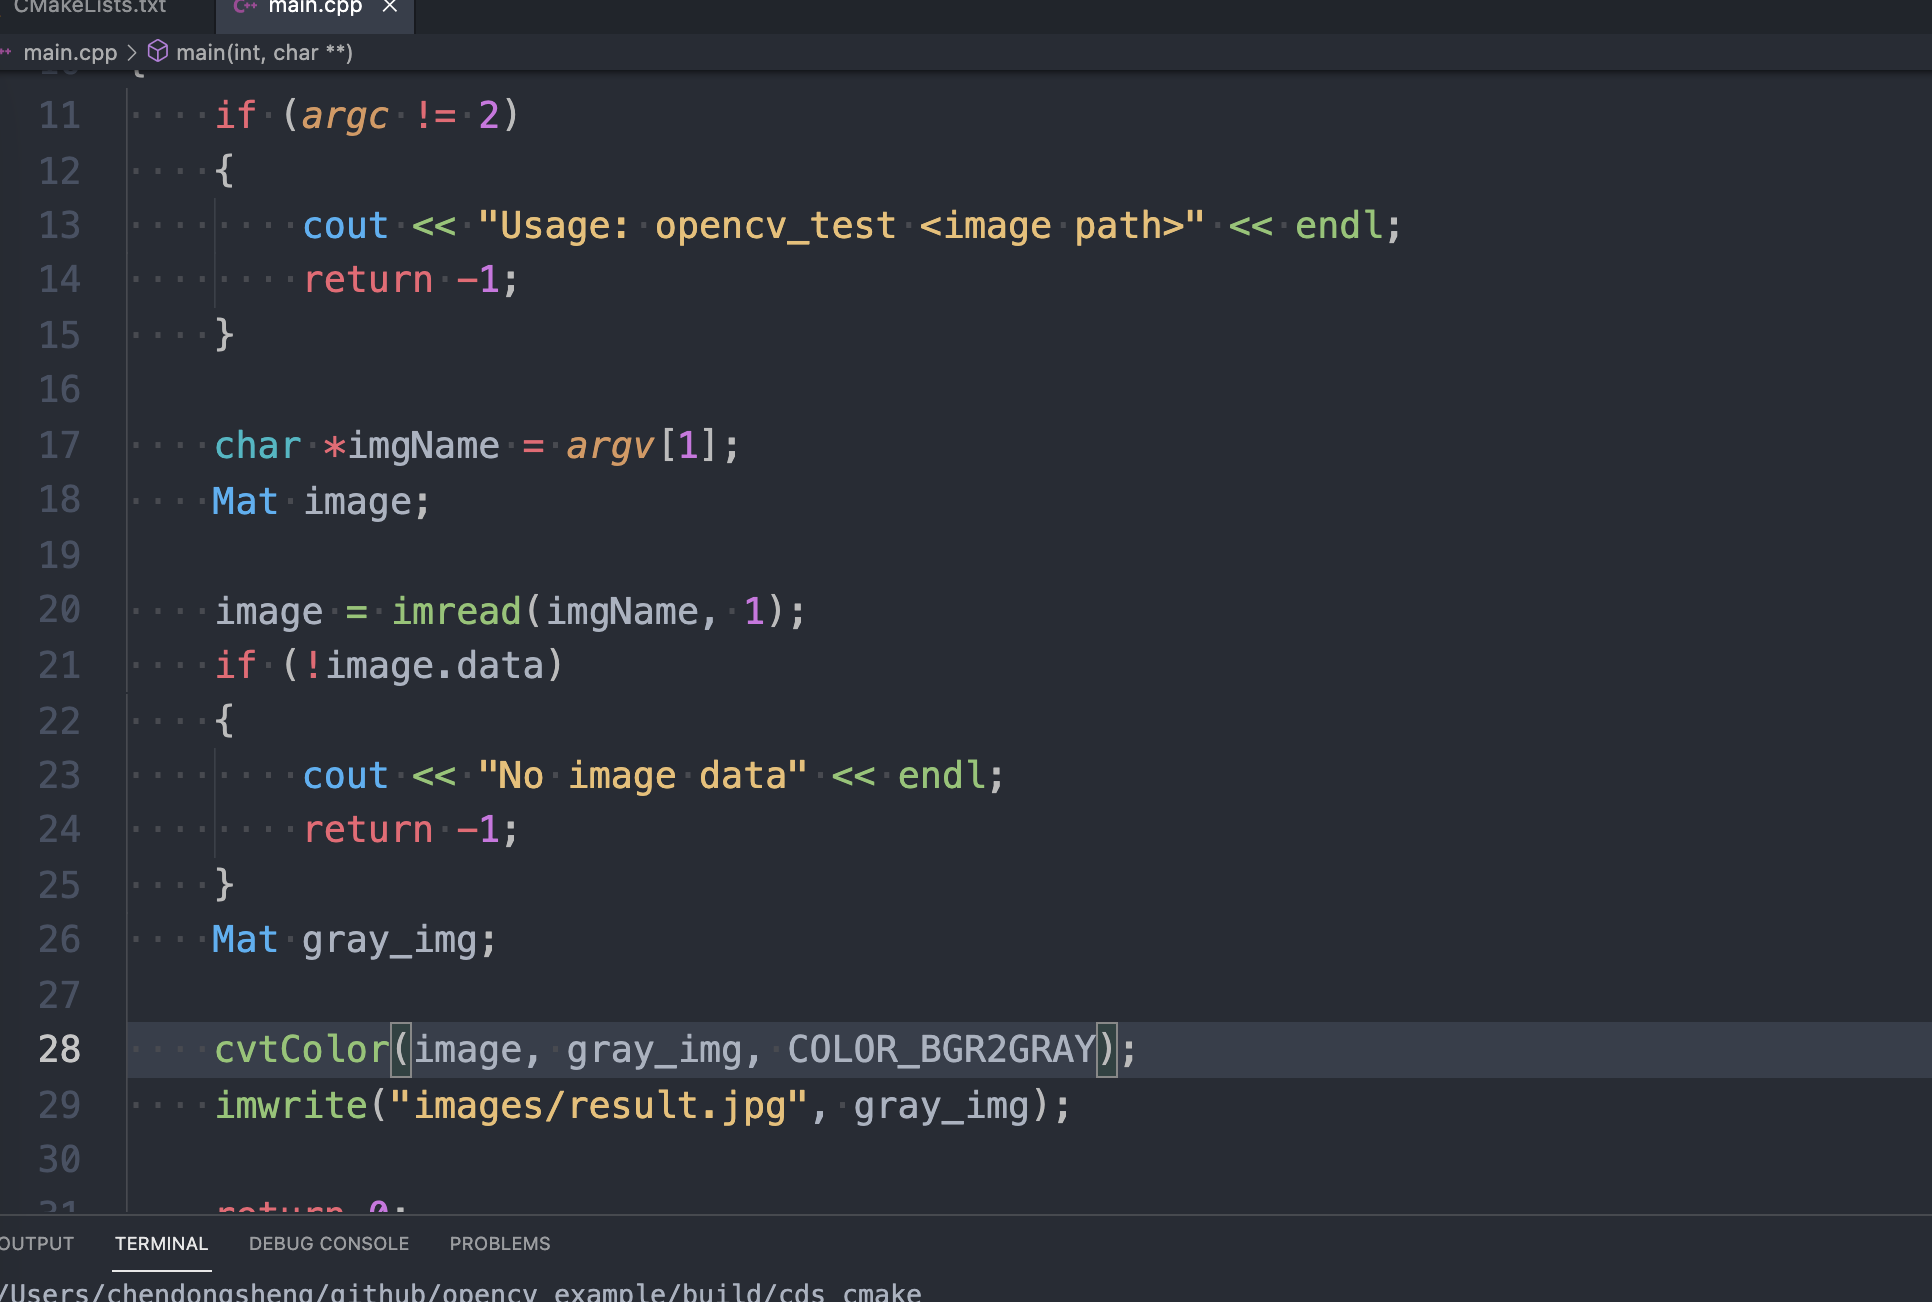 CMakeLists.txt
main.cpp ×
main.cpp > main(int, char **)
10 {
11 if (argc != 2)
12 {
13 cout << "Usage: opencv_test <image path>" << endl;
14 return -1;
15 }
16
17 char *imgName = argv[1];
18 Mat image;
19
20 image = imread(imgName, 1);
21 if (!image.data)
22 {
23 cout << "No image data" << endl;
24 return -1;
25 }
26 Mat gray_img;
27
28 cvtColor(image, gray_img, COLOR_BGR2GRAY);
29 imwrite("images/result.jpg", gray_img);
30
31 return 0;
OUTPUT TERMINAL DEBUG CONSOLE PROBLEMS
/Users/chendongsheng/github/opencv_example/build/cds_cmake